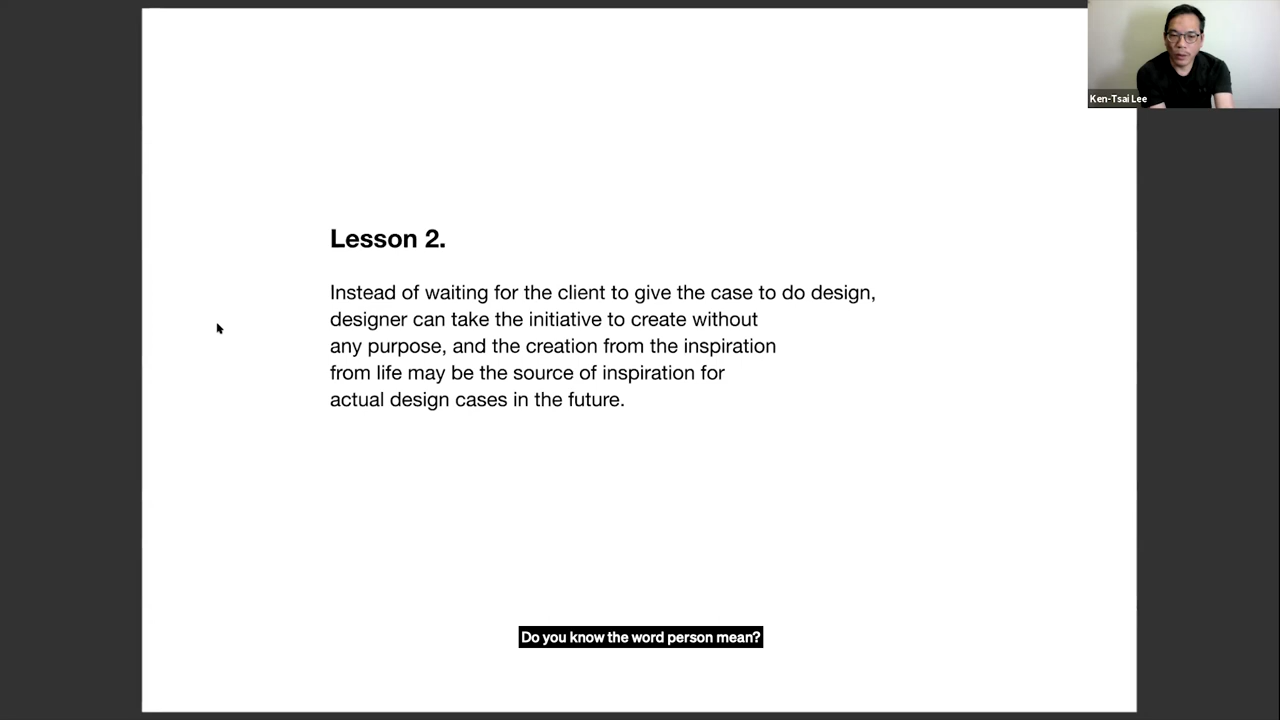 Ken-Tsai Lee
Lesson 2.
Instead of waiting for the client to give the case to do design,
designer can take the initiative to create without
any purpose, and the creation from the inspiration
from life may be the source of inspiration for
actual design cases in the future.
Do you know the word person mean?